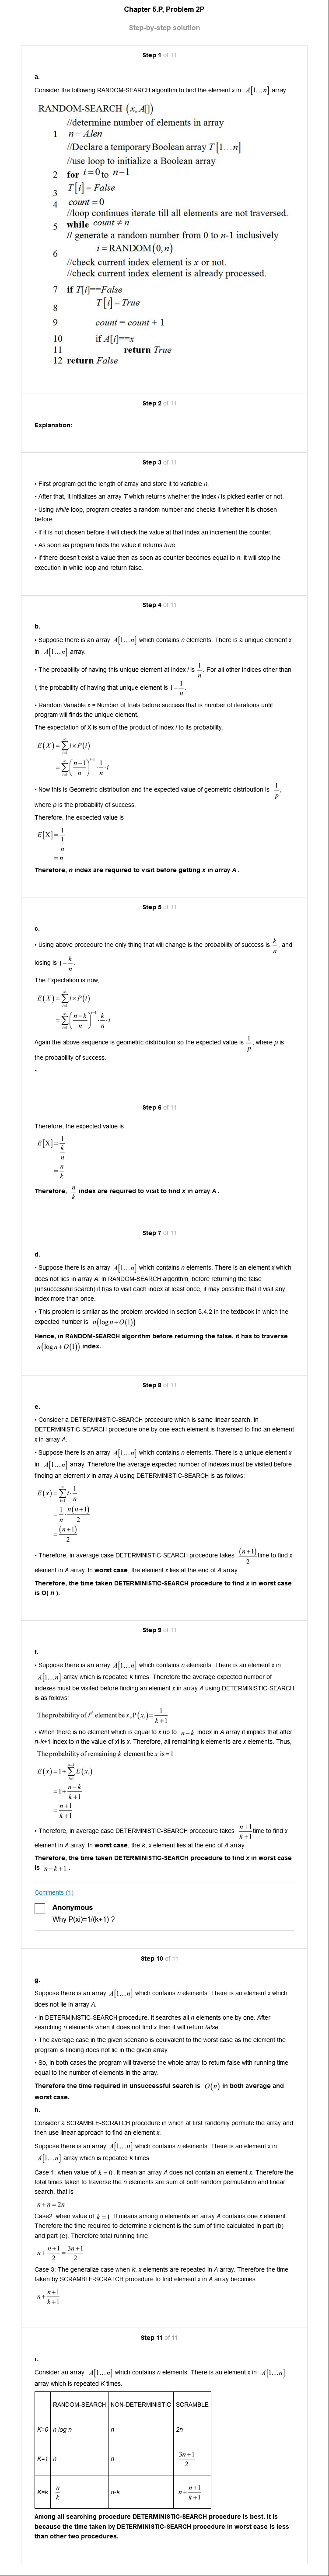 Chapter 5.P, Problem 2P
Step-by-step solution
Step 1 of 11
a.
Consider the following RANDOM-SEARCH algorithm to find the element x in A[1...n] array.
RANDOM-SEARCH (x, A[])
//determine number of elements in array
1 n = A.len
//Declare a temporary Boolean array T[1...n]
//use loop to initialize a Boolean array
2 for i = 0 to n−1
3 T[i] = False
4 count = 0
//loop continues iterate till all elements are not traversed.
5 while count ≠ n
// generate a random number from 0 to n-1 inclusively
6 i = RANDOM(0,n)
//check current index element is x or not.
//check current index element is already processed.
7 if T[i]==False
8 T[i] = True
9 count = count + 1
10 if A[i]==x
11 return True
12 return False
Step 2 of 11
Explanation:
Step 3 of 11
• First program get the length of array and store it to variable n.
• After that, it initializes an array T which returns whether the index i is picked earlier or not.
• Using while loop, program creates a random number and checks it whether it is chosen
before.
• If it is not chosen before it will check the value at that index an increment the counter.
• As soon as program finds the value it returns true.
• If there doesn't exist a value then as soon as counter becomes equal to n. It will stop the
execution in while loop and return false.
Step 4 of 11
b.
• Suppose there is an array A[1...n] which contains n elements. There is a unique element x
in A[1...n] array.
• The probability of having this unique element at index i is 1/n. For all other indices other than
i, the probability of having that unique element is 1−1/n.
• Random Variable x = Number of trials before success that is number of iterations until
program will finds the unique element.
The expectation of X is sum of the product of index i to its probability.
E(X) = ∑_{i=1}^{n} i×P(i)
= ∑_{i=1}^{n} ((n−1)/n)^{i−1} · 1/n · i
• Now this is Geometric distribution and the expected value of geometric distribution is 1/p,
where p is the probability of success.
Therefore, the expected value is
E[X] = 1/(1/n)
= n
Therefore, n index are required to visit before getting x in array A .
Step 5 of 11
c.
• Using above procedure the only thing that will change is the probability of success is k/n, and
losing is 1−k/n.
The Expectation is now,
E(X) = ∑_{i=1}^{n} i×P(i)
= ∑_{i=1}^{n} ((n−k)/n)^{i−1} · k/n · i
Again the above sequence is geometric distribution so the expected value is 1/p, where p is
the probability of success.
•
Step 6 of 11
Therefore, the expected value is
E[X] = 1/(k/n)
= n/k
Therefore, n/k index are required to visit to find x in array A .
Step 7 of 11
d.
• Suppose there is an array A[1...n] which contains n elements. There is an element x which
does not lies in array A. In RANDOM-SEARCH algorithm, before returning the false
(unsuccessful search) it has to visit each index at least once, it may possible that it visit any
index more than once.
• This problem is similar as the problem provided in section 5.4.2 in the textbook in which the
expected number is n(log n+O(1))
Hence, in RANDOM-SEARCH algorithm before returning the false, it has to traverse
n(log n+O(1)) index.
Step 8 of 11
e.
• Consider a DETERMINISTIC-SEARCH procedure which is same linear search. In
DETERMINISTIC-SEARCH procedure one by one each element is traversed to find an element
x in array A.
• Suppose there is an array A[1...n] which contains n elements. There is a unique element x
in A[1...n] array. Therefore the average expected number of indexes must be visited before
finding an element x in array A using DETERMINISTIC-SEARCH is as follows:
E(x) = ∑_{i=1}^{n} i·1/n
= 1/n · n(n+1)/2
= (n+1)/2
• Therefore, in average case DETERMINISTIC-SEARCH procedure takes (n+1)/2 time to find x
element in A array. In worst case, the element x lies at the end of A array.
Therefore, the time taken DETERMINISTIC-SEARCH procedure to find x in worst case
is O( n ).
Step 9 of 11
f.
• Suppose there is an array A[1...n] which contains n elements. There is an element x in
A[1...n] array which is repeated k times. Therefore the average expected number of
indexes must be visited before finding an element x in array A using DETERMINISTIC-SEARCH
is as follows:
The probability of i^th element be x, P(x_i) = 1/(k+1)
• When there is no element which is equal to x up to n−k index in A array it implies that after
n-k+1 index to n the value of x is x. Therefore, all remaining k elements are x elements. Thus,
The probability of remaining k element be x is = 1
E(x) = 1+∑_{i=1}^{n−k} E(x_i)
= 1+ (n−k)/(k+1)
= (n+1)/(k+1)
• Therefore, in average case DETERMINISTIC-SEARCH procedure takes (n+1)/(k+1) time to find x
element in A array. In worst case, the k, x element lies at the end of A array.
Therefore, the time taken DETERMINISTIC-SEARCH procedure to find x in worst case
is n−k+1 .
Comments (1)
Anonymous
Why P(xi)=1/(k+1) ?
Step 10 of 11
g.
Suppose there is an array A[1...n] which contains n elements. There is an element x which
does not lie in array A.
• In DETERMINISTIC-SEARCH procedure, it searches all n elements one by one. After
searching n elements when it does not find x then it will return false.
• The average case in the given scenario is equivalent to the worst case as the element the
program is finding does not lie in the given array.
• So, in both cases the program will traverse the whole array to return false with running time
equal to the number of elements in the array.
Therefore the time required in unsuccessful search is O(n) in both average and
worst case.
h.
Consider a SCRAMBLE-SCRATCH procedure in which at first randomly permute the array and
then use linear approach to find an element x.
Suppose there is an array A[1...n] which contains n elements. There is an element x in
A[1...n] array which is repeated k times.
Case 1: when value of k = 0. It mean an array A does not contain an element x. Therefore the
total times taken to traverse the n elements are sum of both random permutation and linear
search, that is
n + n = 2n
Case2: when value of k = 1. It means among n elements an array A contains one x element.
Therefore the time required to determine x element is the sum of time calculated in part (b)
and part (e). Therefore total running time
n + (n+1)/2 = (3n+1)/2
Case 3: The generalize case when k, x elements are repeated in A array. Therefore the time
taken by SCRAMBLE-SCRATCH procedure to find element x in A array becomes:
n + (n+1)/(k+1)
Step 11 of 11
i.
Consider an array A[1...n] which contains n elements. There is an element x in A[1...n]
array which is repeated K times.
RANDOM-SEARCH NON-DETERMINISTIC SCRAMBLE
K=0 n log n n 2n
K=1 n n (3n+1)/2
K=k n/k n-k n + (n+1)/(k+1)
Among all searching procedure DETERMINISTIC-SEARCH procedure is best. It is
because the time taken by DETERMINISTIC-SEARCH procedure in worst case is less
than other two procedures.